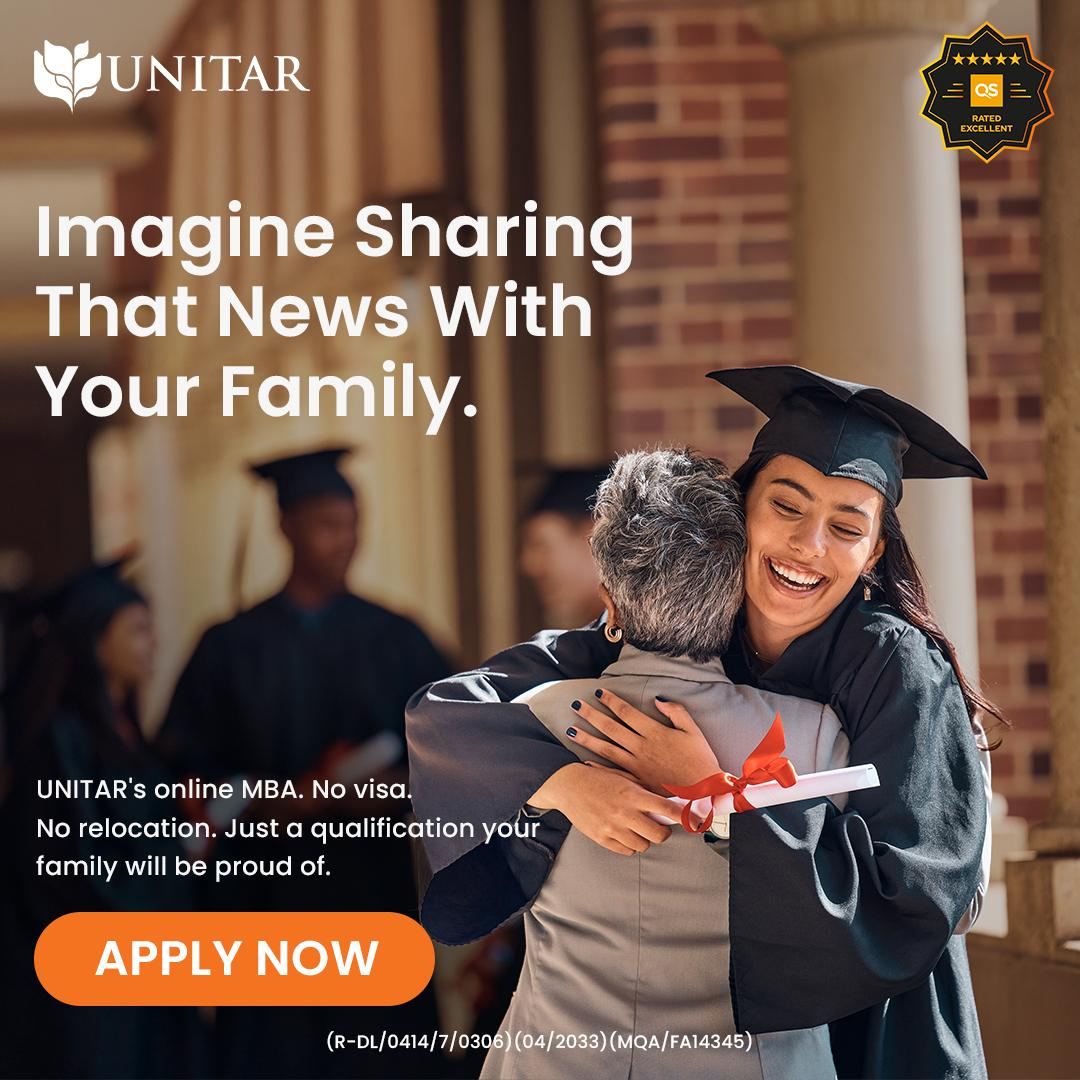 UNITAR
QS
RATED
EXCELLENT
Imagine Sharing
That News With
Your Family.
UNITAR's online MBA. No visa.
No relocation. Just a qualification your
family will be proud of.
APPLY NOW
(R-DL/0414/7/0306)(04/2033)(MQA/FA14345)